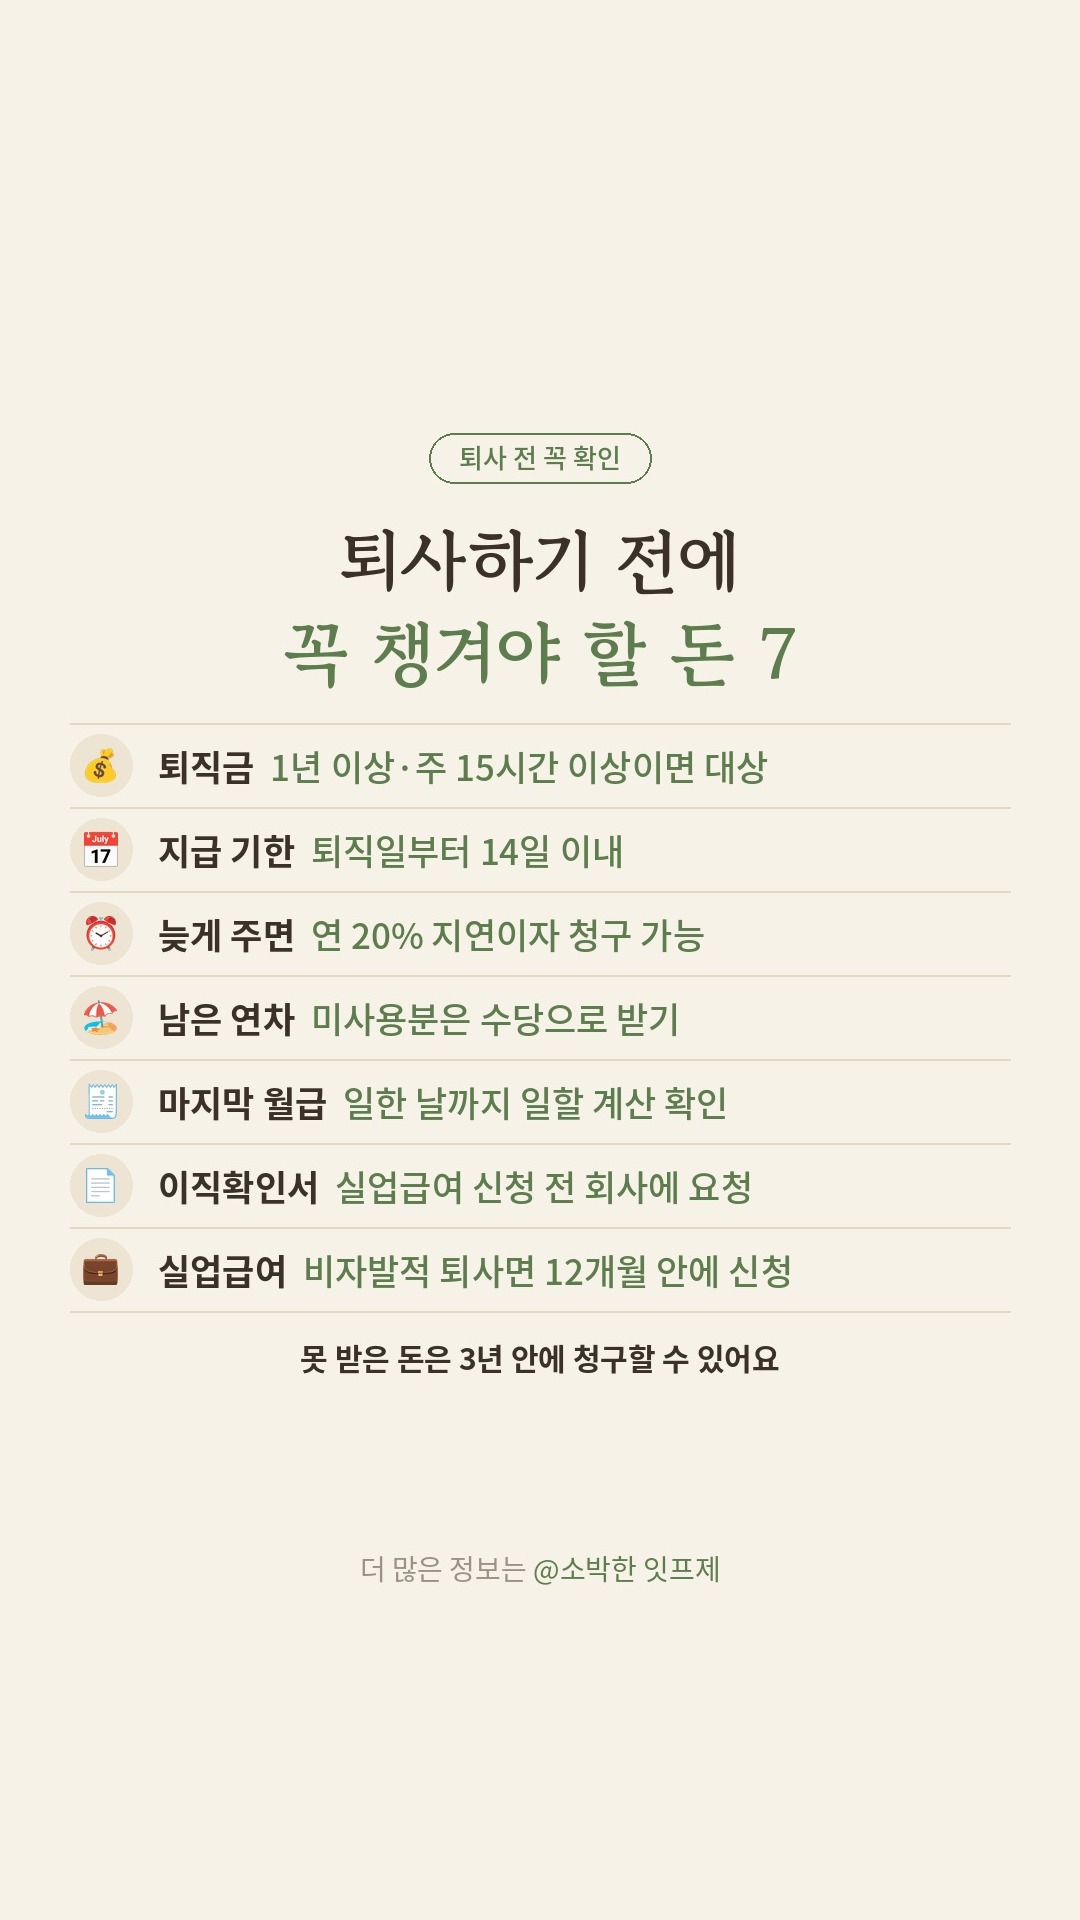 퇴사 전 꼭 확인
퇴사하기 전에
꼭 챙겨야 할 돈 7
퇴직금 1년 이상·주 15시간 이상이면 대상
July
17
지급 기한 퇴직일부터 14일 이내
늦게 주면 연 20% 지연이자 청구 가능
남은 연차 미사용분은 수당으로 받기
마지막 월급 일한 날까지 일할 계산 확인
이직확인서 실업급여 신청 전 회사에 요청
실업급여 비자발적 퇴사면 12개월 안에 신청
못 받은 돈은 3년 안에 청구할 수 있어요
더 많은 정보는 @소박한 잇프제